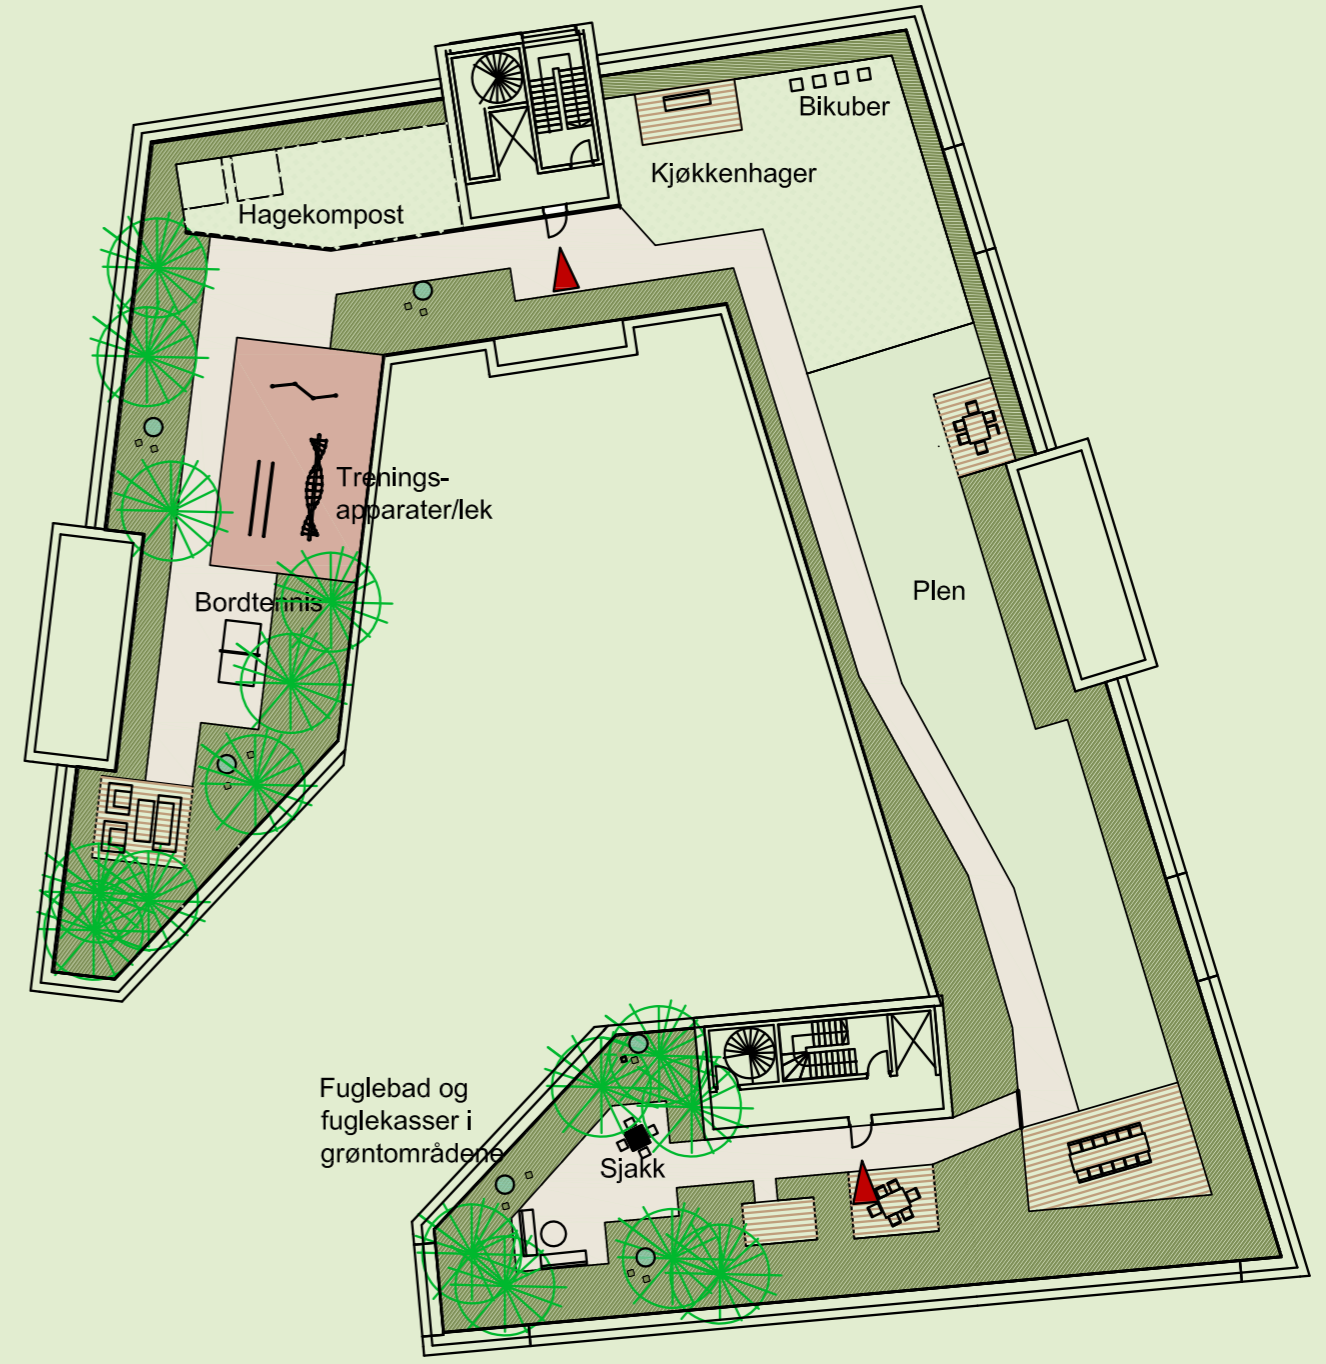 Bikuber
Kjøkkenhager
Hagekompost
Trenings-
apparater/lek
Plen
Bordtennis
Fuglebad og
fuglekasser i
grøntområdene
Sjakk